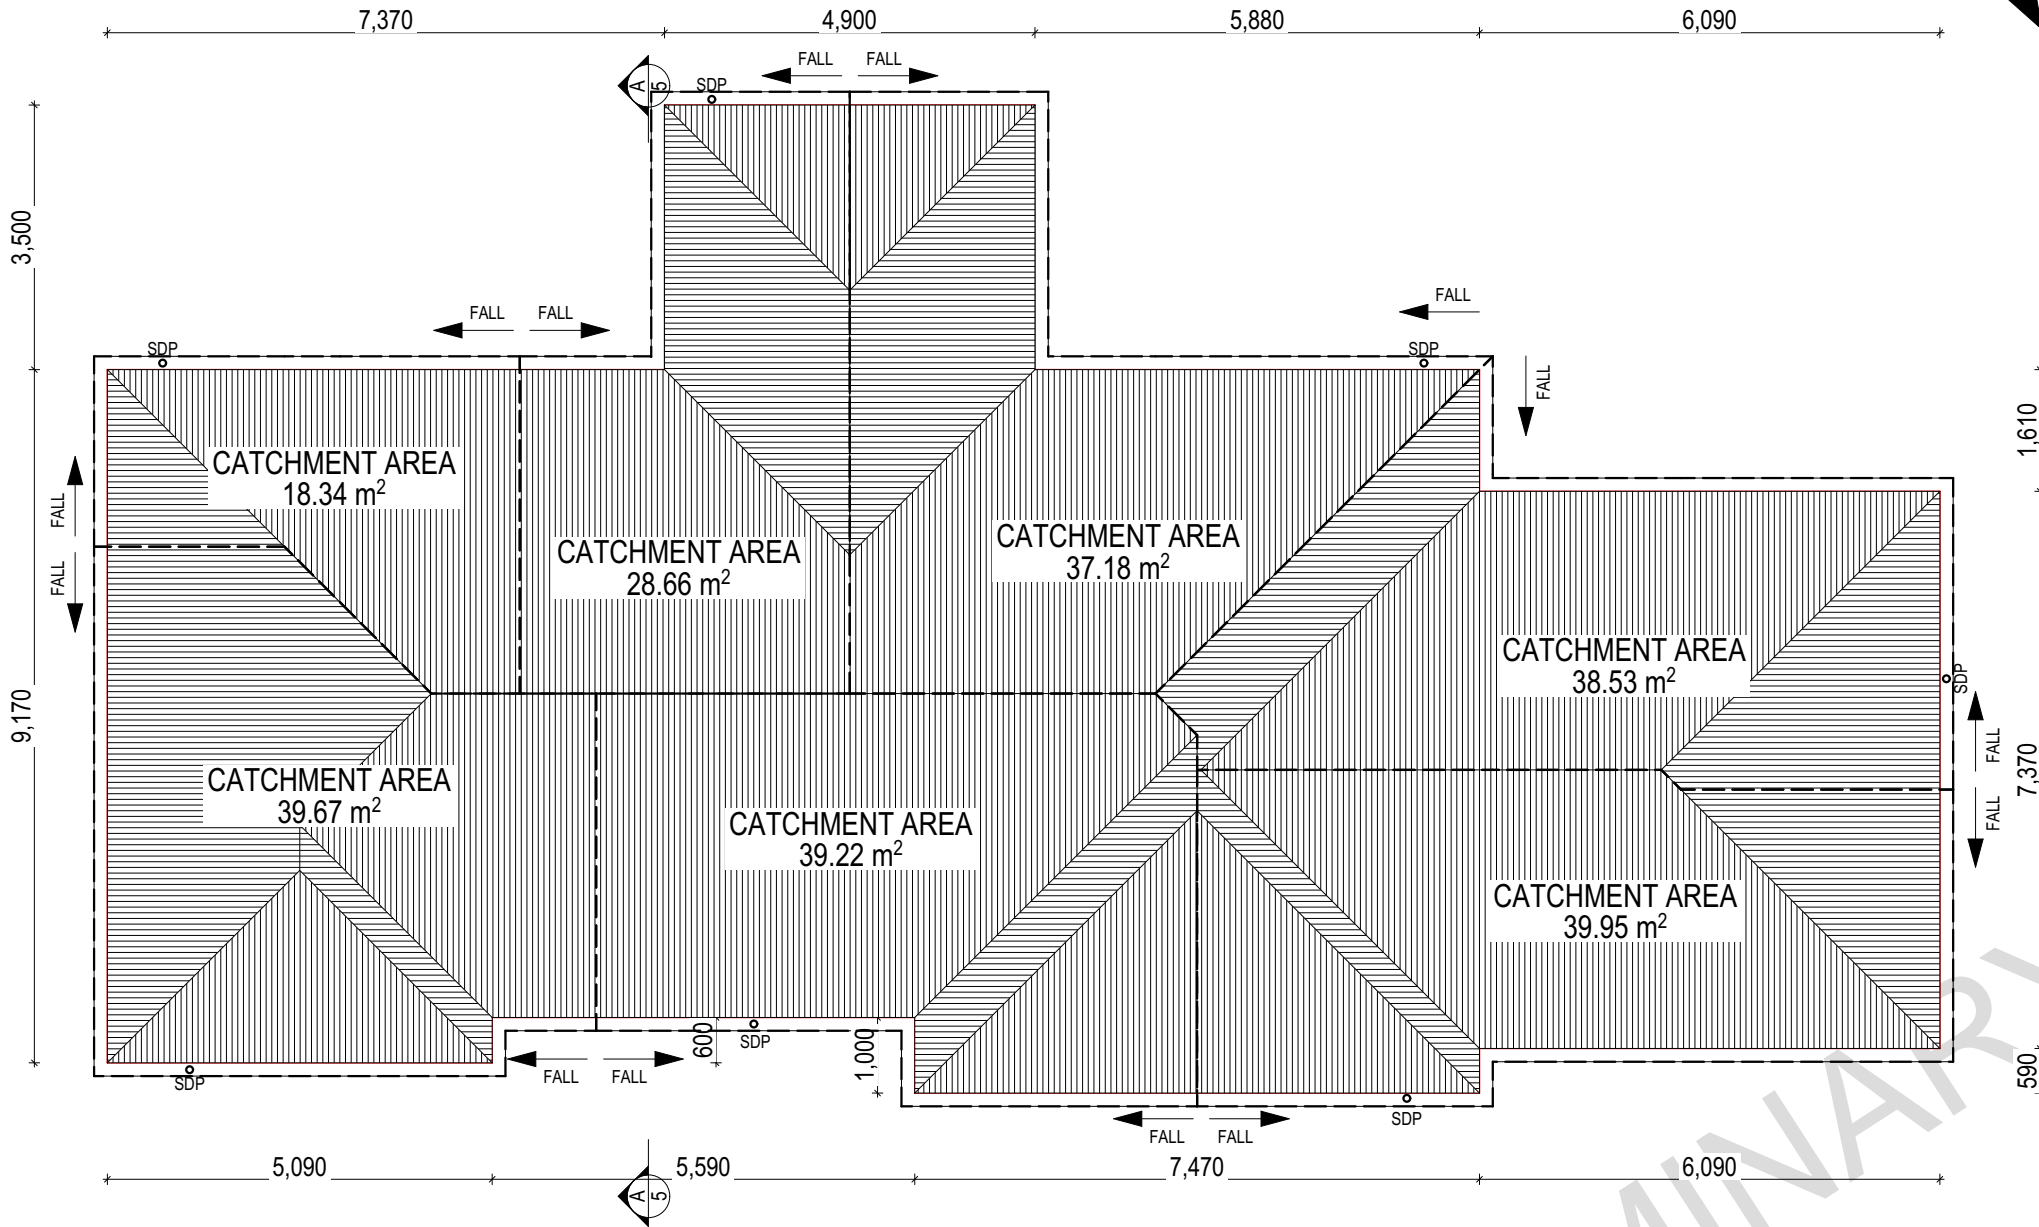 7,370
4,900
5,880
6,090
FALL
FALL
A
5
SDP
3,500
FALL
FALL
FALL
SDP
SDP
FALL
1,610
CATCHMENT AREA
18.34 m²
FALL
FALL
CATCHMENT AREA
28.66 m²
CATCHMENT AREA
37.18 m²
CATCHMENT AREA
38.53 m²
SDP
9,170
FALL
FALL
7,370
CATCHMENT AREA
39.67 m²
CATCHMENT AREA
39.22 m²
CATCHMENT AREA
39.95 m²
600
SDP
1,000
590
SDP
FALL
FALL
SDP
FALL
FALL
5,090
5,590
7,470
6,090
A
5
MINARY